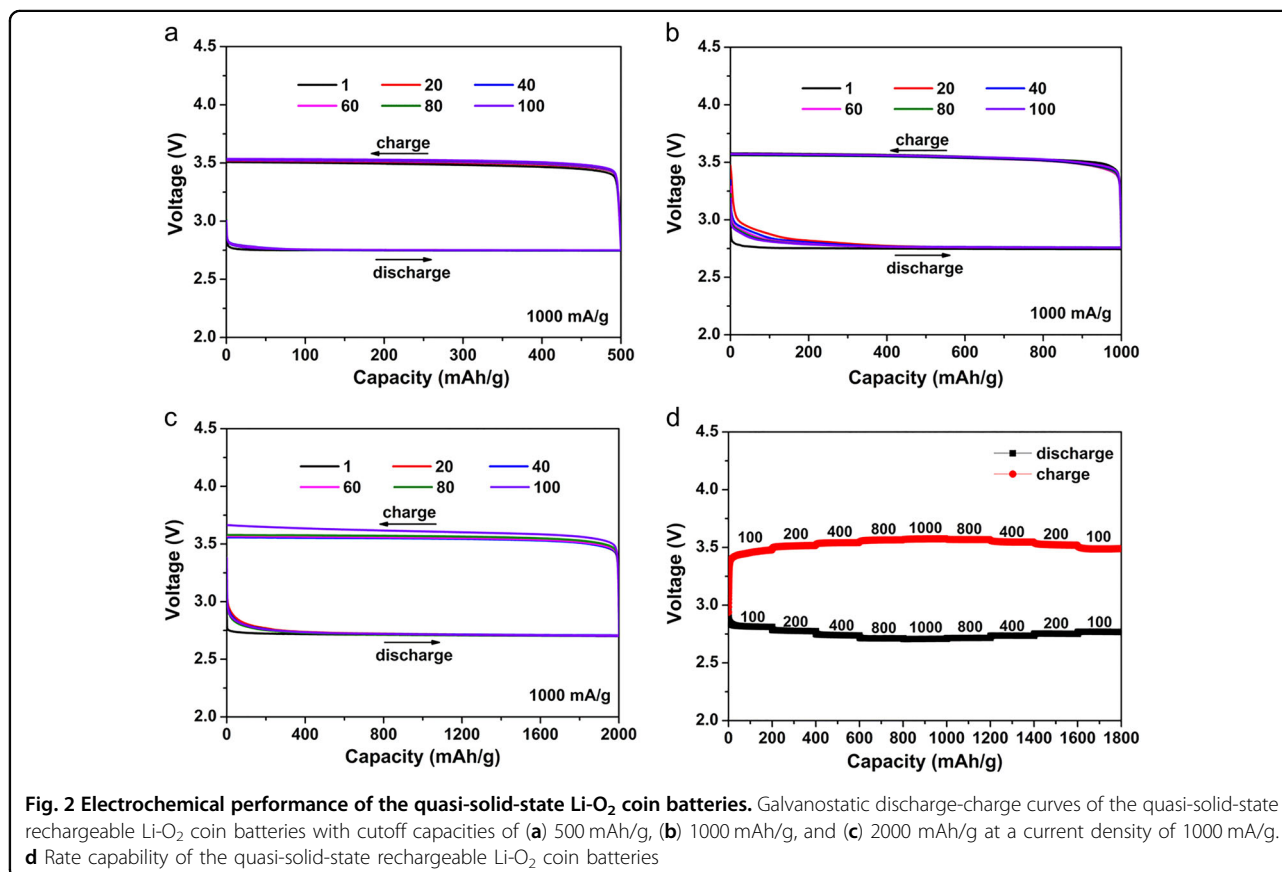 a
4.5
4.0
3.5
3.0
2.5
2.0
Voltage (V)
1 20 40
60 80 100
charge
discharge
1000 mA/g
0 100 200 300 400 500
Capacity (mAh/g)
b
4.5
4.0
3.5
3.0
2.5
2.0
Voltage (V)
1 20 40
60 80 100
charge
discharge
1000 mA/g
0 200 400 600 800 1000
Capacity (mAh/g)
c
4.5
4.0
3.5
3.0
2.5
2.0
Voltage (V)
1 20 40
60 80 100
charge
discharge
1000 mA/g
0 400 800 1200 1600 2000
Capacity (mAh/g)
d
4.5
4.0
3.5
3.0
2.5
2.0
Voltage (V)
discharge
charge
100 200 400 800 1000 800 400 200 100
100 200 400 800 1000 800 400 200 100
0 200 400 600 800 1000 1200 1400 1600 1800
Capacity (mAh/g)
Fig. 2 Electrochemical performance of the quasi-solid-state Li-O₂ coin batteries. Galvanostatic discharge-charge curves of the quasi-solid-state
rechargeable Li-O₂ coin batteries with cutoff capacities of (a) 500 mAh/g, (b) 1000 mAh/g, and (c) 2000 mAh/g at a current density of 1000 mA/g.
d Rate capability of the quasi-solid-state rechargeable Li-O₂ coin batteries